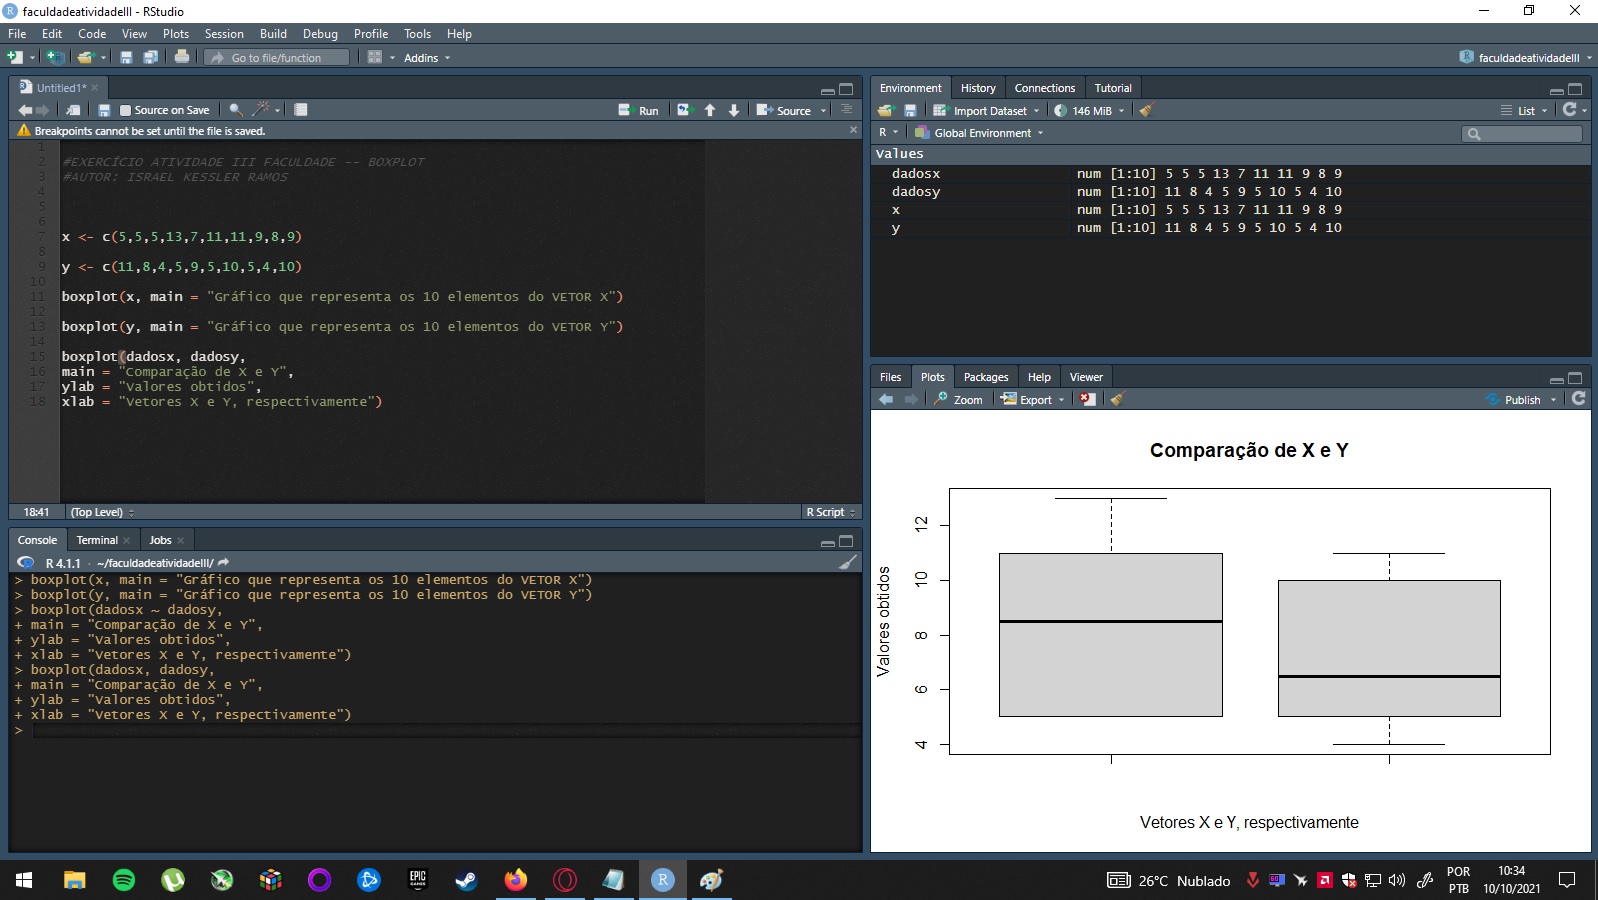 faculdadeatividadeIII - RStudio
File Edit Code View Plots Session Build Debug Profile Tools Help
Go to file/function Addins faculdadeatividadeIII
Untitled1*
Source on Save Run Source
Breakpoints cannot be set until the file is saved.
1
2 #EXERCÍCIO ATIVIDADE III FACULDADE -- BOXPLOT
3 #AUTOR: ISRAEL KESSLER RAMOS
4
5
6
7 x <- c(5,5,5,13,7,11,11,9,8,9)
8
9 y <- c(11,8,4,5,9,5,10,5,4,10)
10
11 boxplot(x, main = "Gráfico que representa os 10 elementos do VETOR X")
12
13 boxplot(y, main = "Gráfico que representa os 10 elementos do VETOR Y")
14
15 boxplot(dadosx, dadosy,
16 main = "Comparação de X e Y",
17 ylab = "Valores obtidos",
18 xlab = "Vetores X e Y, respectivamente")
18:41 (Top Level) R Script
Console Terminal Jobs
R 4.1.1 · ~/faculdadeatividadeIII/
> boxplot(x, main = "Gráfico que representa os 10 elementos do VETOR X")
> boxplot(y, main = "Gráfico que representa os 10 elementos do VETOR Y")
> boxplot(dadosx ~ dadosy,
+ main = "Comparação de X e Y",
+ ylab = "Valores obtidos",
+ xlab = "Vetores X e Y, respectivamente")
> boxplot(dadosx, dadosy,
+ main = "Comparação de X e Y",
+ ylab = "Valores obtidos",
+ xlab = "Vetores X e Y, respectivamente")
>
Environment History Connections Tutorial
Import Dataset 146 MiB List
R Global Environment
Values
dadosx num [1:10] 5 5 5 13 7 11 11 9 8 9
dadosy num [1:10] 11 8 4 5 9 5 10 5 4 10
x num [1:10] 5 5 5 13 7 11 11 9 8 9
y num [1:10] 11 8 4 5 9 5 10 5 4 10
Files Plots Packages Help Viewer
Zoom Export Publish
Comparação de X e Y
Valores obtidos
12
10
8
6
4
Vetores X e Y, respectivamente
EPIC GAMES
26°C Nublado
POR
PTB
10:34
10/10/2021